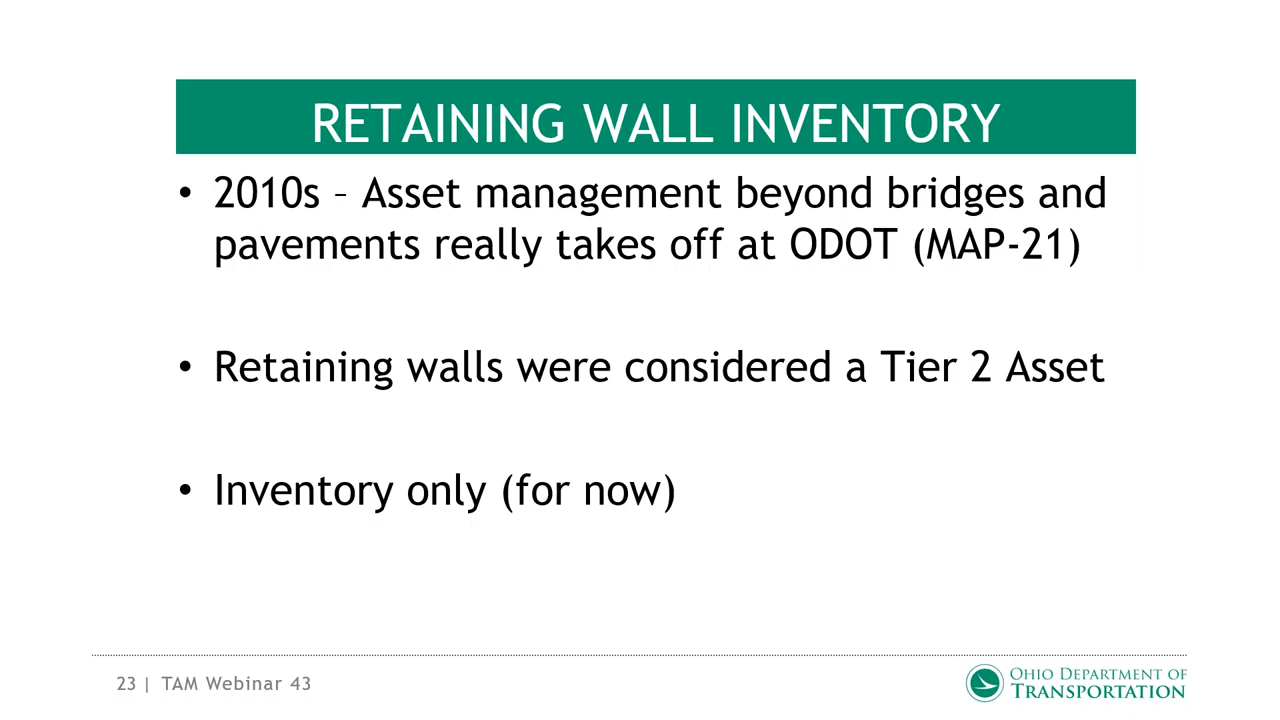 RETAINING WALL INVENTORY
• 2010s – Asset management beyond bridges and
pavements really takes off at ODOT (MAP-21)
• Retaining walls were considered a Tier 2 Asset
• Inventory only (for now)
23 | TAM Webinar 43
OHIO DEPARTMENT OF
TRANSPORTATION